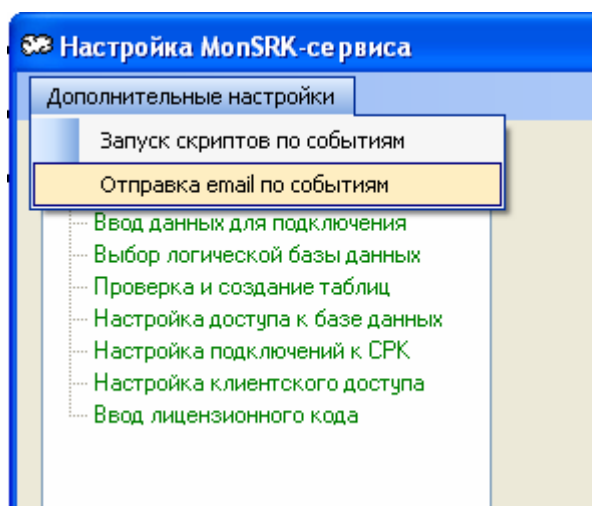 Настройка MonSRK-сервиса
Дополнительные настройки
Запуск скриптов по событиям
Отправка email по событиям
Ввод данных для подключения
Выбор логической базы данных
Проверка и создание таблиц
Настройка доступа к базе данных
Настройка подключений к СРК
Настройка клиентского доступа
Ввод лицензионного кода